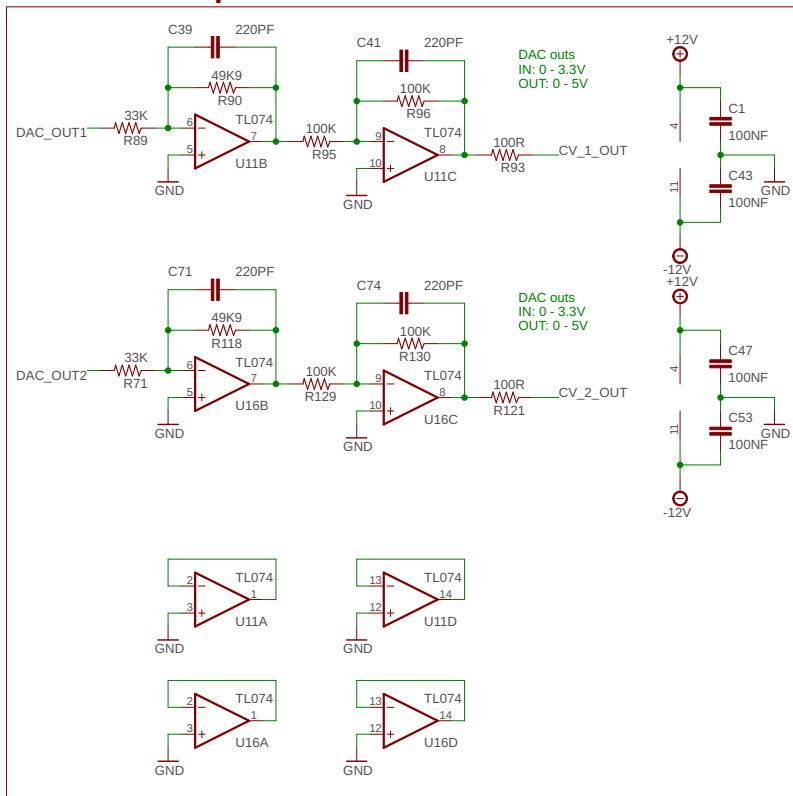 C39 220PF
49K9
R90
DAC_OUT1
33K
R89
6
5
7
TL074
U11B
GND
100K
R95
C41 220PF
100K
R96
9
10
8
TL074
U11C
GND
100R
R93
CV_1_OUT
DAC outs
IN: 0 - 3.3V
OUT: 0 - 5V
+12V
4
11
C1
100NF
C43
100NF
GND
-12V
C71 220PF
49K9
R118
DAC_OUT2
33K
R71
6
5
7
TL074
U16B
GND
100K
R129
C74 220PF
100K
R130
9
10
8
TL074
U16C
GND
100R
R121
CV_2_OUT
DAC outs
IN: 0 - 3.3V
OUT: 0 - 5V
+12V
4
11
C47
100NF
C53
100NF
GND
-12V
2
3
1
TL074
U11A
GND
13
12
14
TL074
U11D
GND
2
3
1
TL074
U16A
GND
13
12
14
TL074
U16D
GND